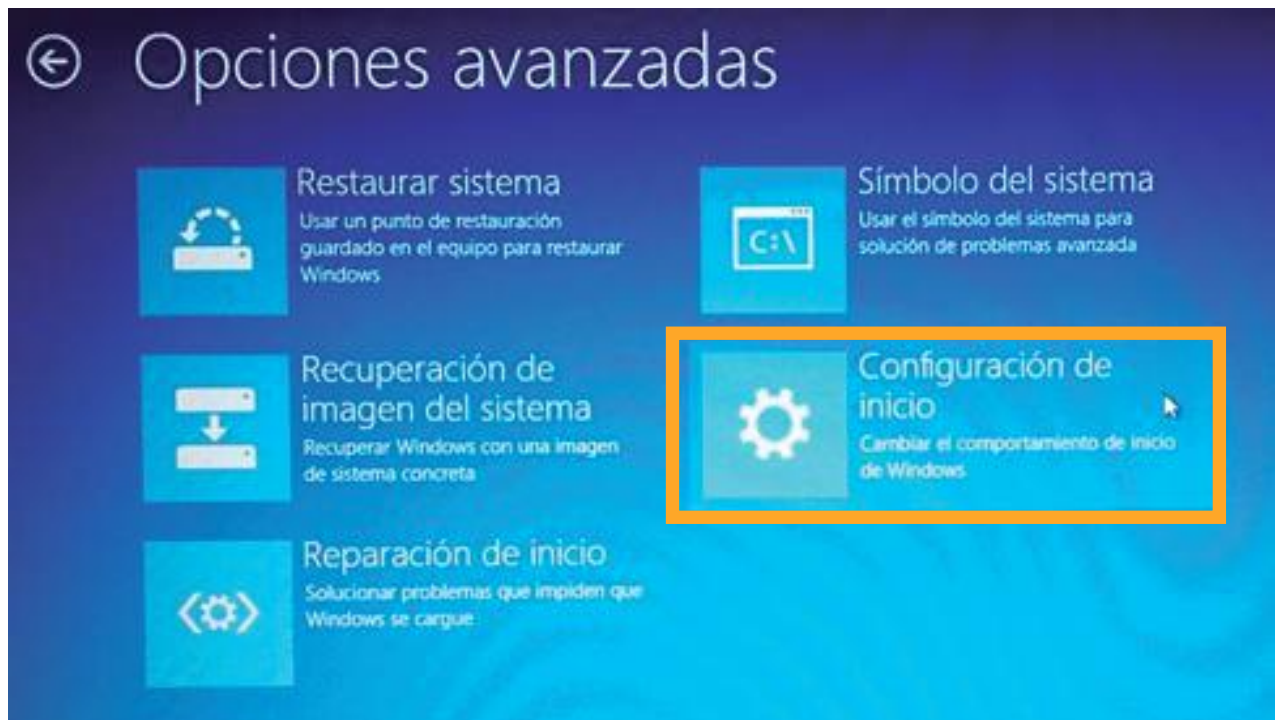 Opciones avanzadas
Restaurar sistema
Usar un punto de restauración
guardado en el equipo para restaurar
Windows
Recuperación de
imagen del sistema
Recuperar Windows con una imagen
de sistema concreta
Reparación de inicio
Solucionar problemas que impiden que
Windows se cargue
C:\
Símbolo del sistema
Usar el símbolo del sistema para
solución de problemas avanzada
Configuración de
inicio
Cambiar el comportamiento de inicio
de Windows